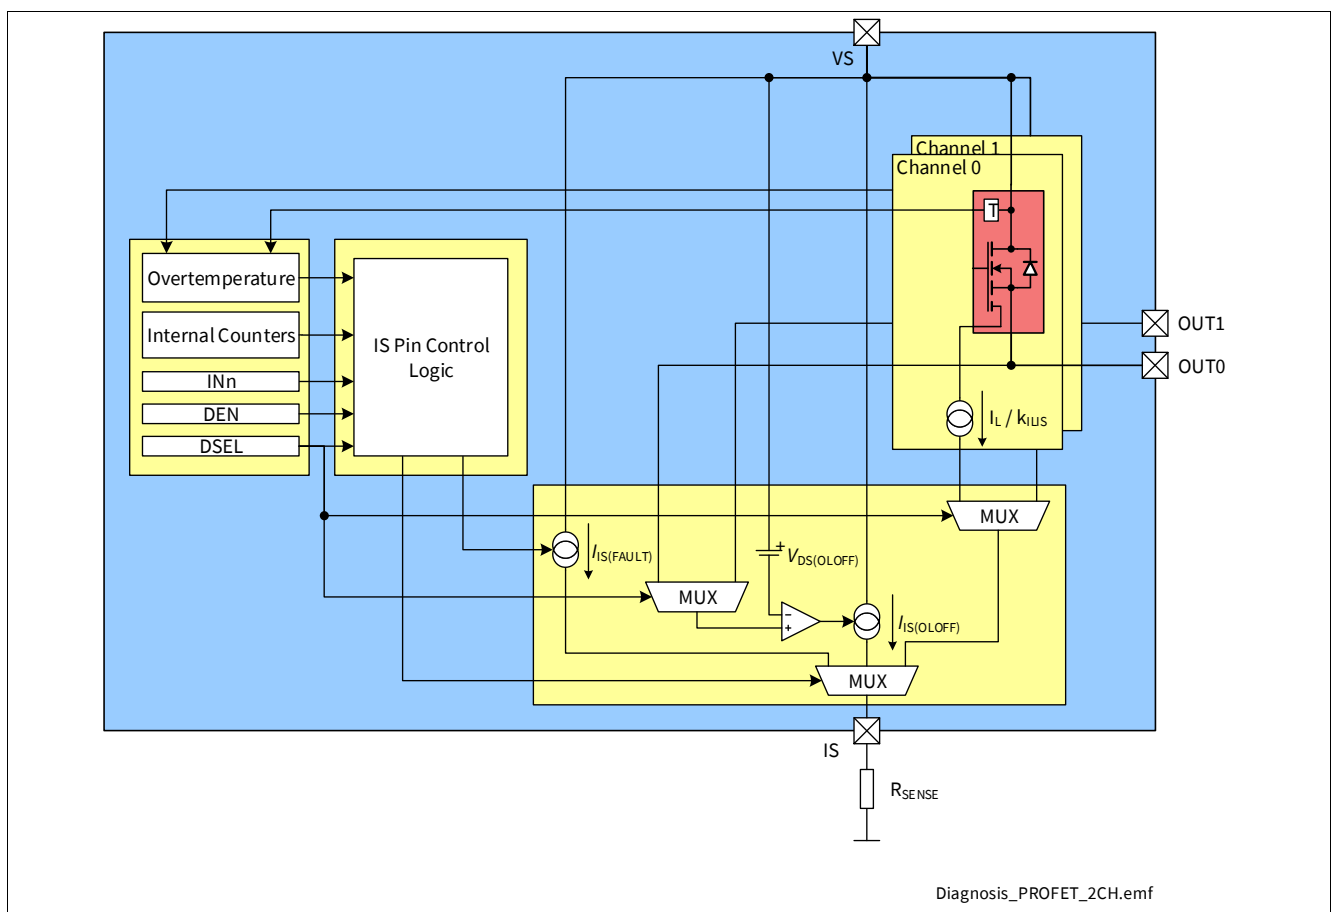 VS
Channel 1
Channel 0
T
Overtemperature
Internal Counters
INn
DEN
DSEL
IS Pin Control
Logic
OUT1
OUT0
IL / kILIS
MUX
IIS(FAULT)
+
VDS(OLOFF)
MUX
−
+
IIS(OLOFF)
MUX
IS
RSENSE
Diagnosis_PROFET_2CH.emf